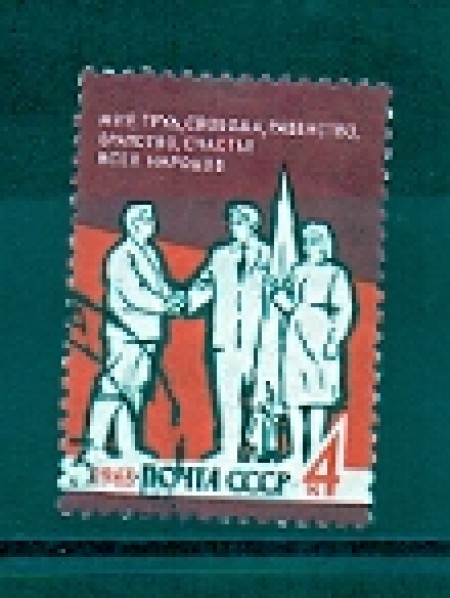 МИР, ТРУД, СВОБОДА, РАВЕНСТВО,
БРАТСТВО, СЧАСТЬЕ
ВСЕХ НАРОДОВ
ПОЧТА СССР 4